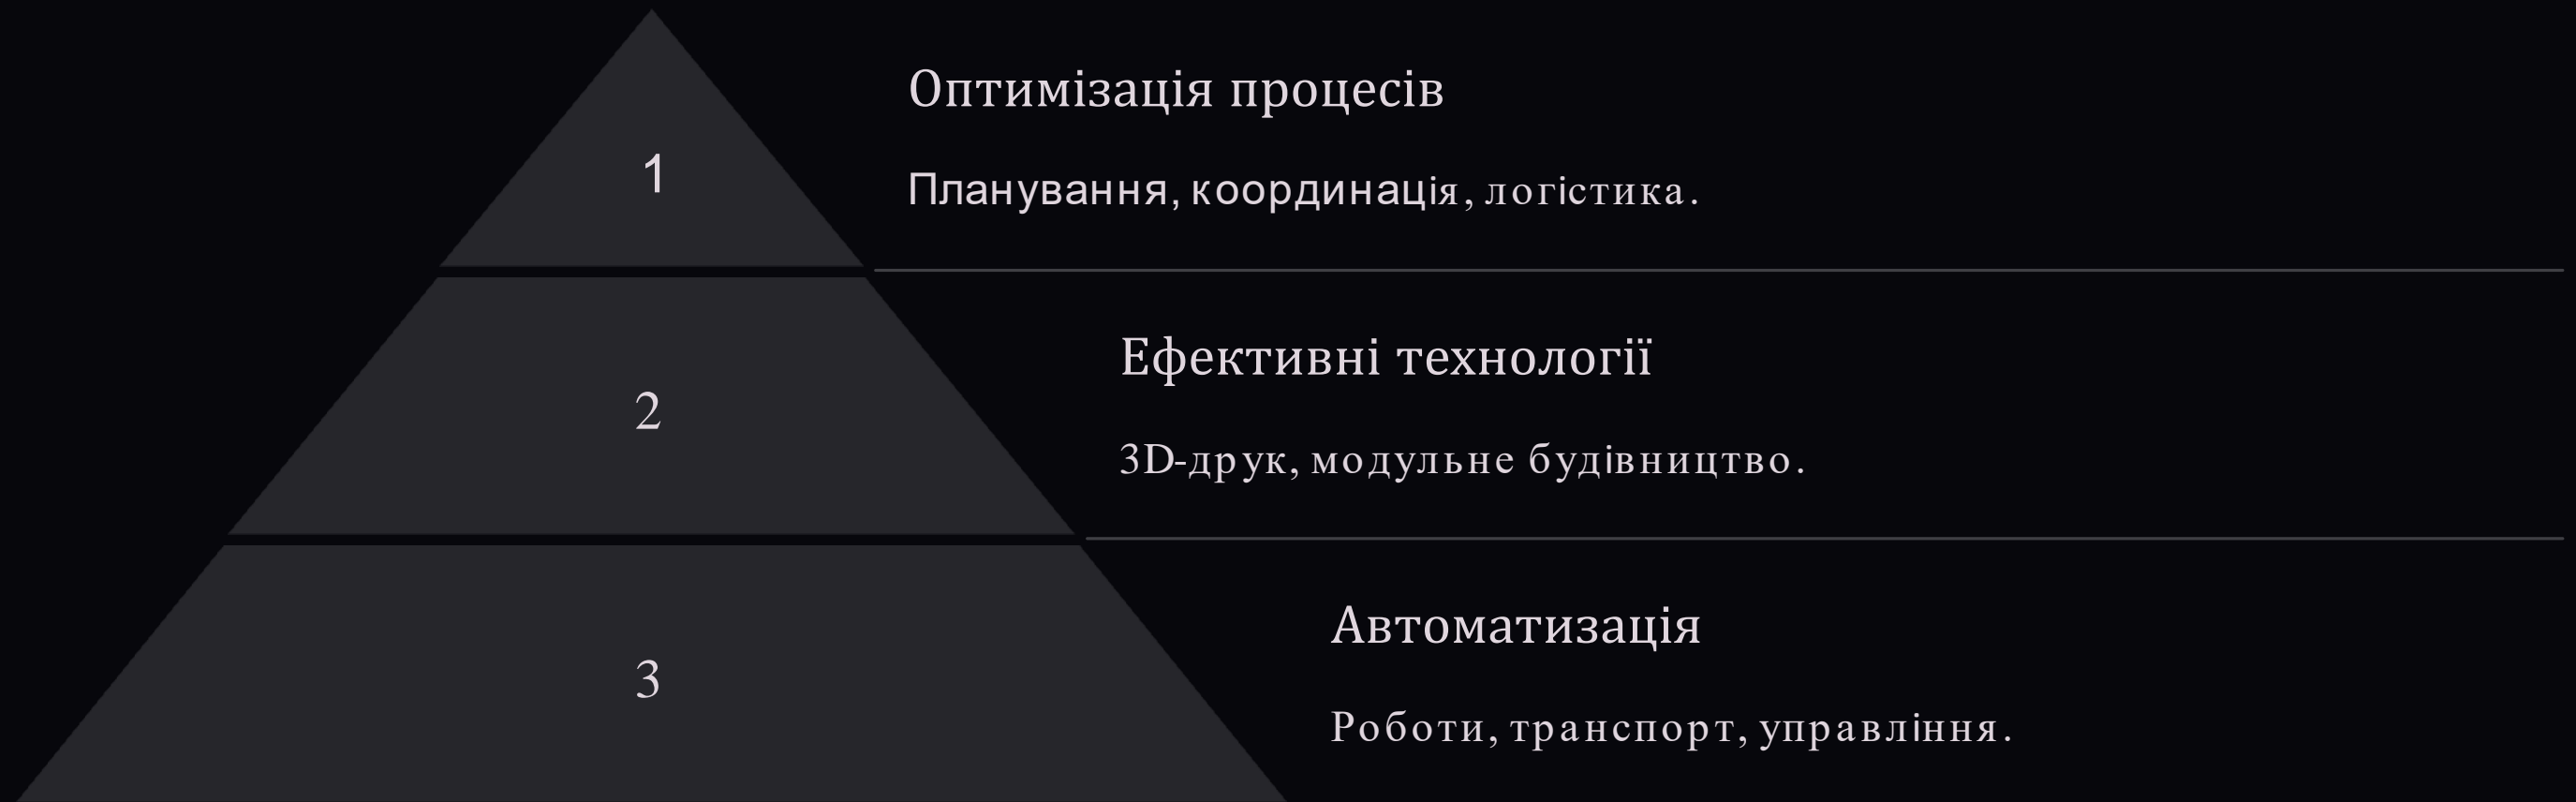 Оптимізація процесів
1
Планування, координація, логістика.
Ефективні технології
2
3D-друк, модульне будівництво.
Автоматизація
3
Роботи, транспорт, управління.